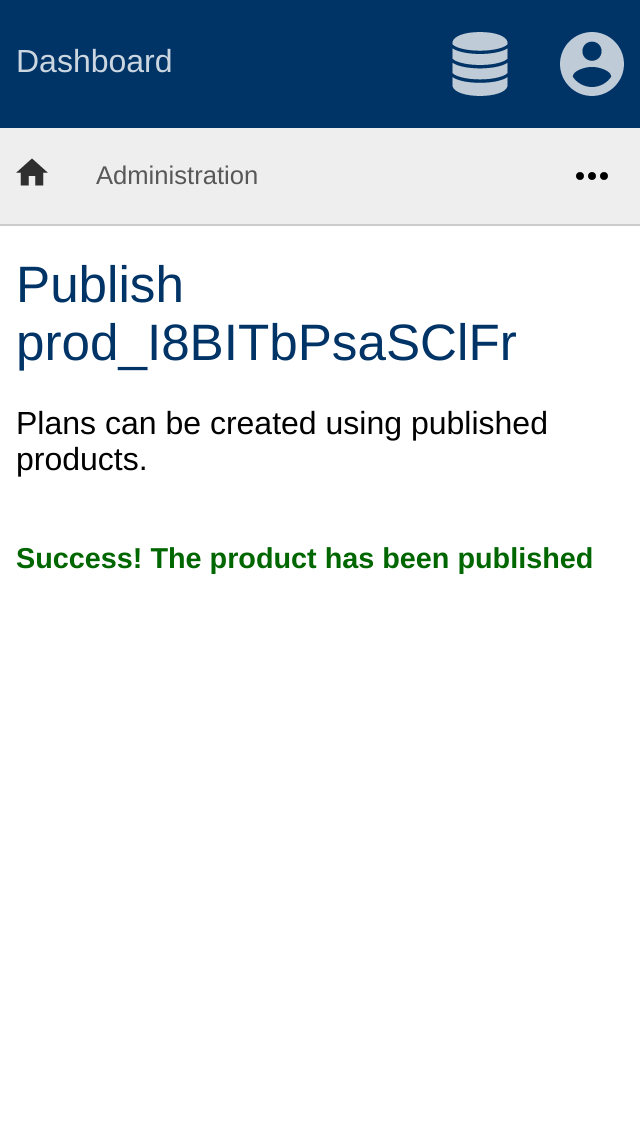 Dashboard
Administration
Publish
prod_I8BITbPsaSClFr
Plans can be created using published
products.
Success! The product has been published